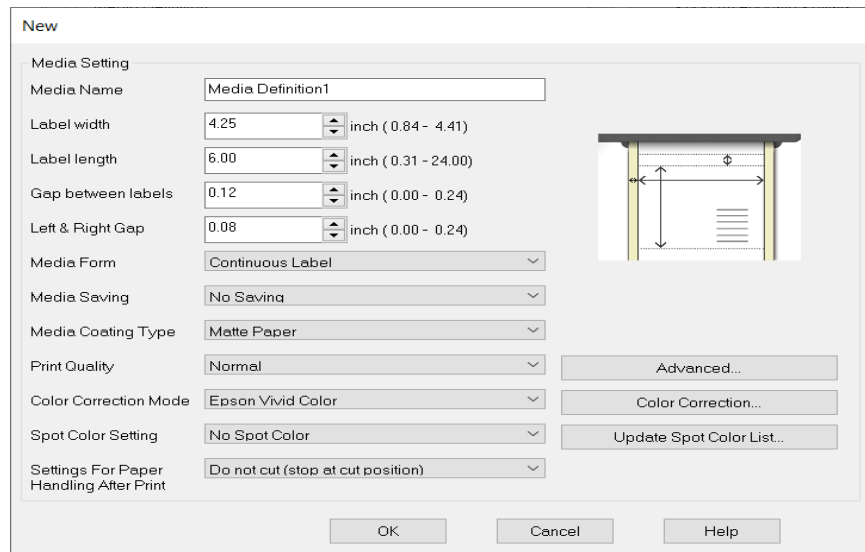 New
Media Setting
Media Name Media Definition1
Label width 4.25 inch ( 0.84 - 4.41)
Label length 6.00 inch ( 0.31 - 24.00)
Gap between labels 0.12 inch ( 0.00 - 0.24)
Left & Right Gap 0.08 inch ( 0.00 - 0.24)
Media Form Continuous Label
Media Saving No Saving
Media Coating Type Matte Paper
Print Quality Normal Advanced...
Color Correction Mode Epson Vivid Color Color Correction...
Spot Color Setting No Spot Color Update Spot Color List...
Settings For Paper Do not cut (stop at cut position)
Handling After Print
OK Cancel Help